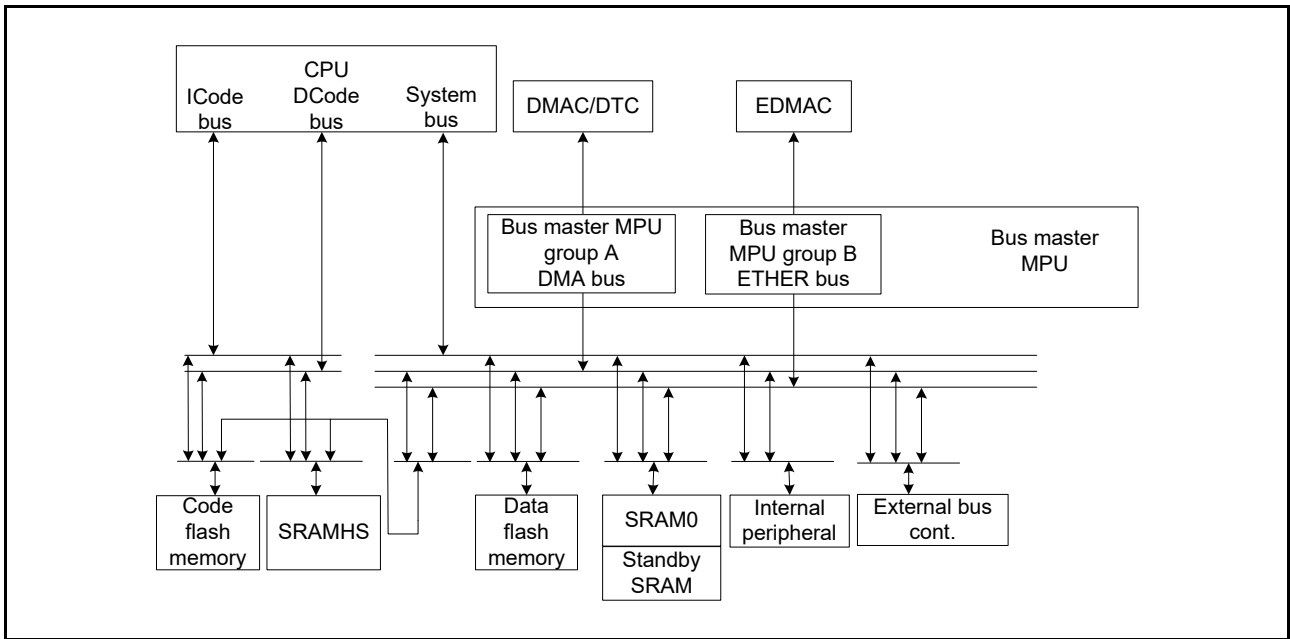 CPU
ICode
bus
DCode
bus
System
bus
DMAC/DTC
EDMAC
Bus master MPU
group A
DMA bus
Bus master
MPU group B
ETHER bus
Bus master
MPU
Code
flash
memory
SRAMHS
Data
flash
memory
SRAM0
Standby
SRAM
Internal
peripheral
External bus
cont.